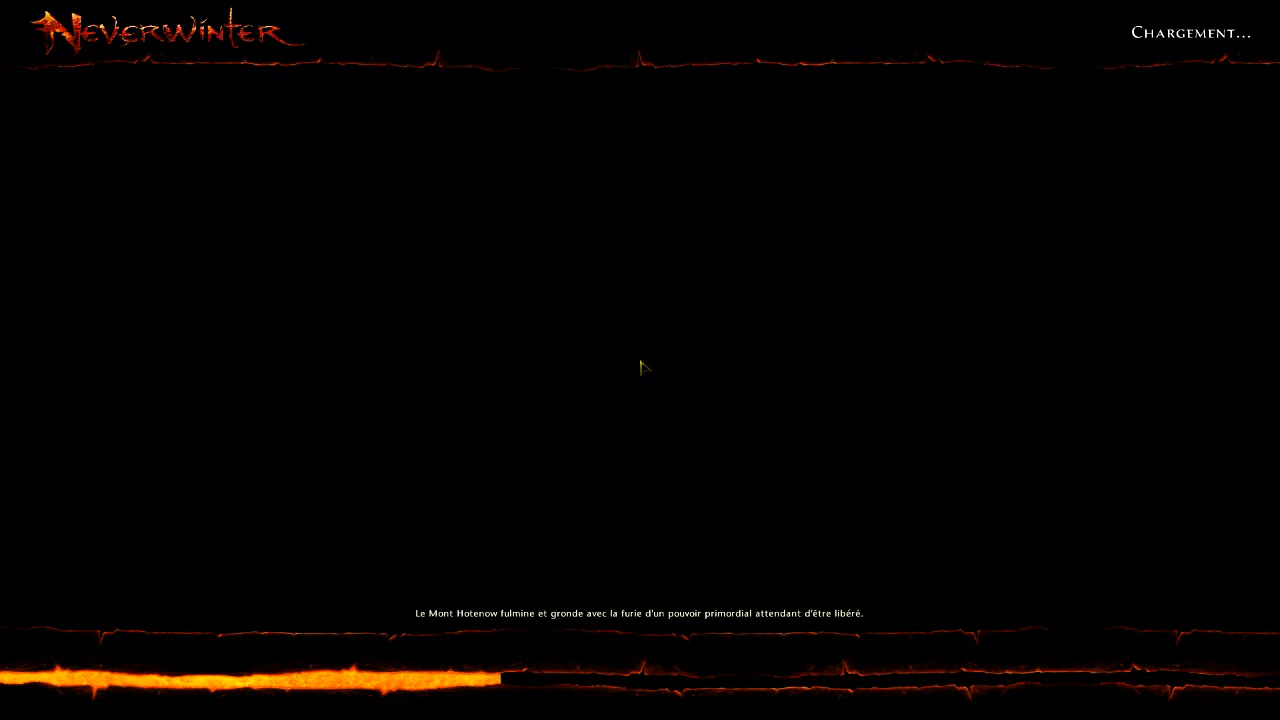 Neverwinter
Chargement...
Le Mont Hotenow fulmine et gronde avec la furie d'un pouvoir primordial attendant d'être libéré.